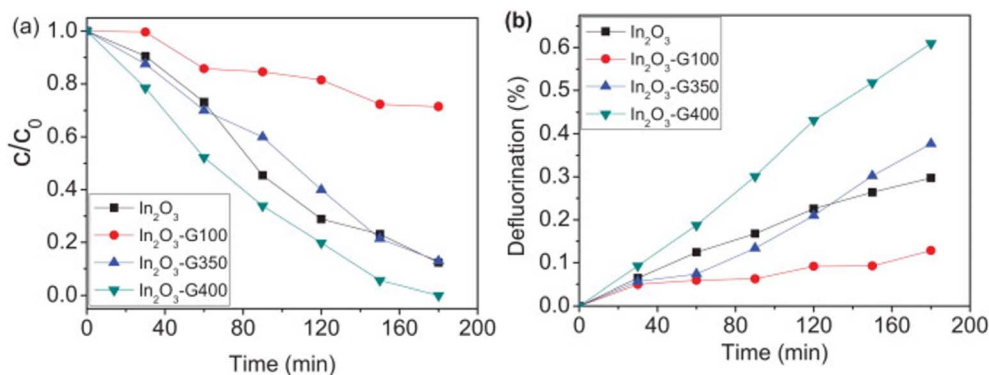 (a)
1.0
0.8
0.6
0.4
0.2
0.0
c/c₀
In₂O₃
In₂O₃-G100
In₂O₃-G350
In₂O₃-G400
0 40 80 120 160 200
Time (min)
(b)
0.6
0.5
0.4
0.3
0.2
0.1
0.0
Defluorination (%)
In₂O₃
In₂O₃-G100
In₂O₃-G350
In₂O₃-G400
0 40 80 120 160 200
Time (min)